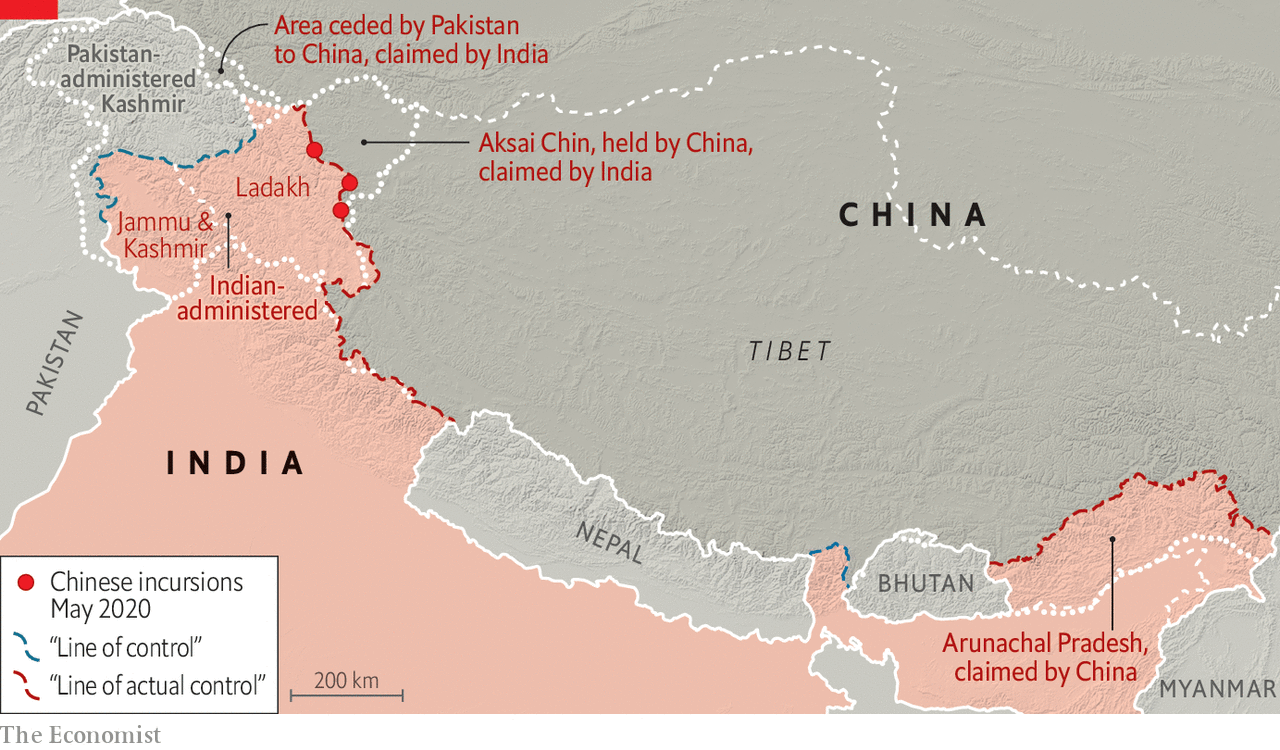 Area ceded by Pakistan
to China, claimed by India
Pakistan-
administered
Kashmir
Aksai Chin, held by China,
claimed by India
Ladakh
CHINA
Jammu &
Kashmir
Indian-
administered
PAKISTAN
TIBET
INDIA
NEPAL
BHUTAN
Arunachal Pradesh,
claimed by China
MYANMAR
Chinese incursions
May 2020
“Line of control”
“Line of actual control”
200 km
The Economist